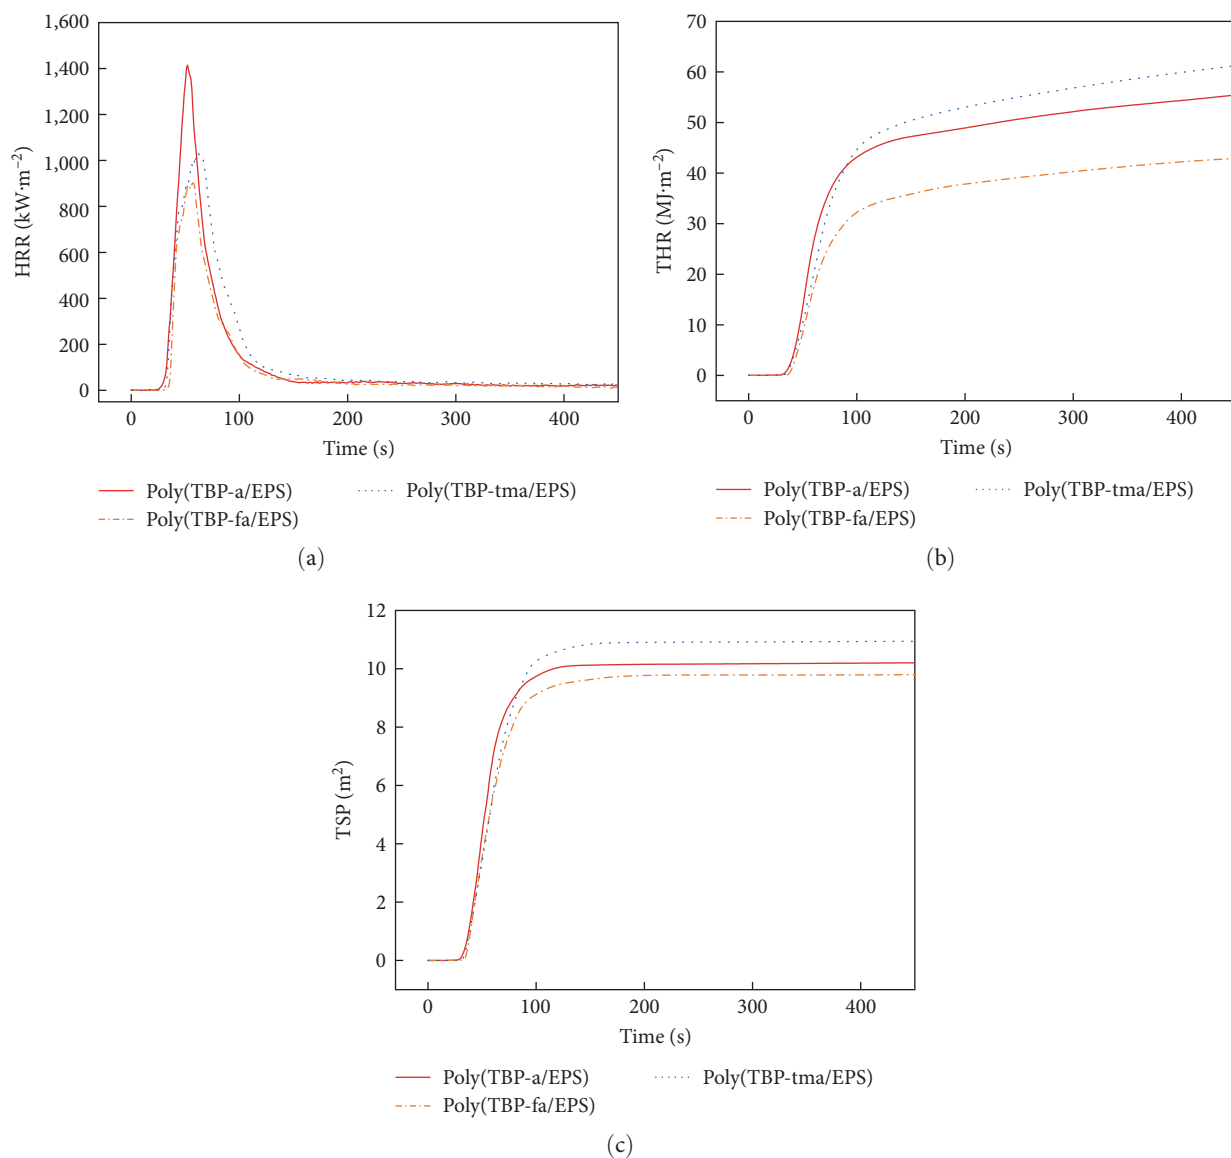 1,600
1,400
1,200
1,000
800
600
400
200
0
HRR (kW·m⁻²)
0 100 200 300 400
Time (s)
Poly(TBP-a/EPS) Poly(TBP-tma/EPS)
Poly(TBP-fa/EPS)
(a)
70
60
50
40
30
20
10
0
THR (MJ·m⁻²)
0 100 200 300 400
Time (s)
Poly(TBP-a/EPS) Poly(TBP-tma/EPS)
Poly(TBP-fa/EPS)
(b)
12
10
8
6
4
2
0
TSP (m²)
0 100 200 300 400
Time (s)
Poly(TBP-a/EPS) Poly(TBP-tma/EPS)
Poly(TBP-fa/EPS)
(c)